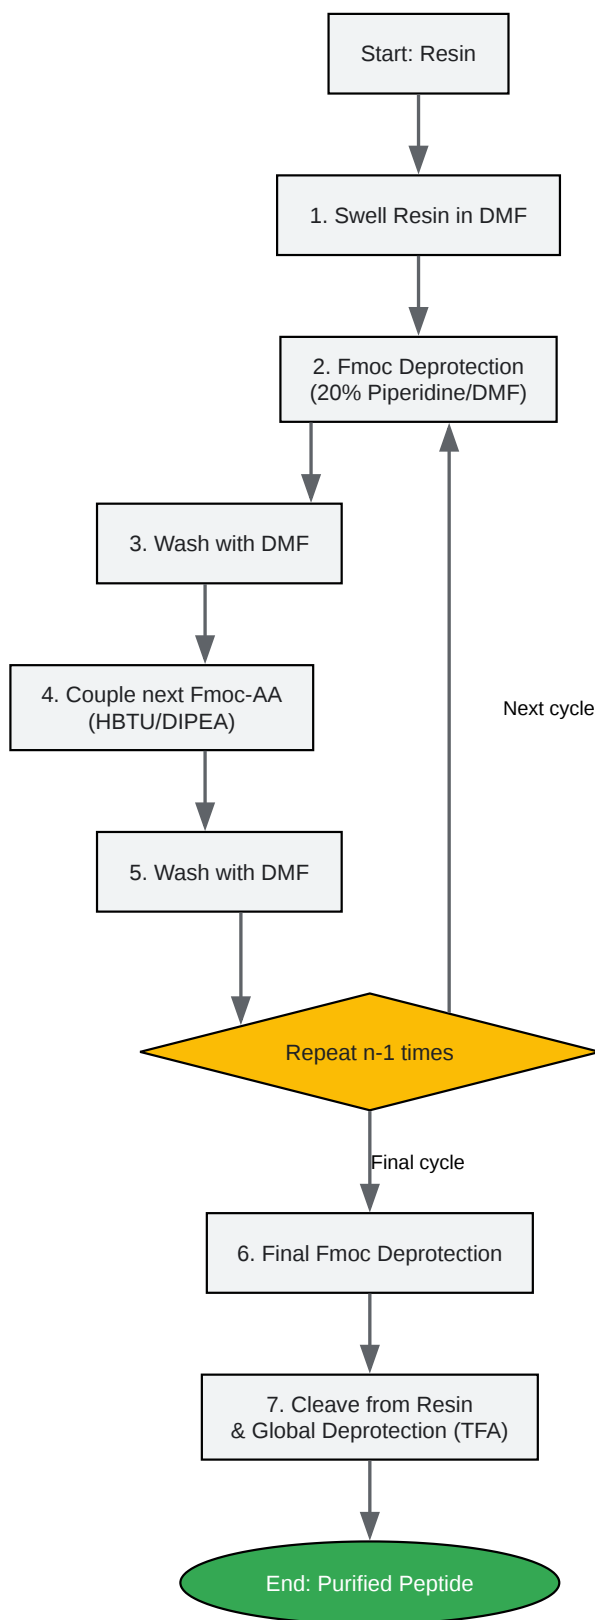 Start: Resin
1. Swell Resin in DMF
2. Fmoc Deprotection
(20% Piperidine/DMF)
3. Wash with DMF
4. Couple next Fmoc-AA
(HBTU/DIPEA)
Next cycle
5. Wash with DMF
Repeat n-1 times
Final cycle
6. Final Fmoc Deprotection
7. Cleave from Resin
& Global Deprotection (TFA)
End: Purified Peptide